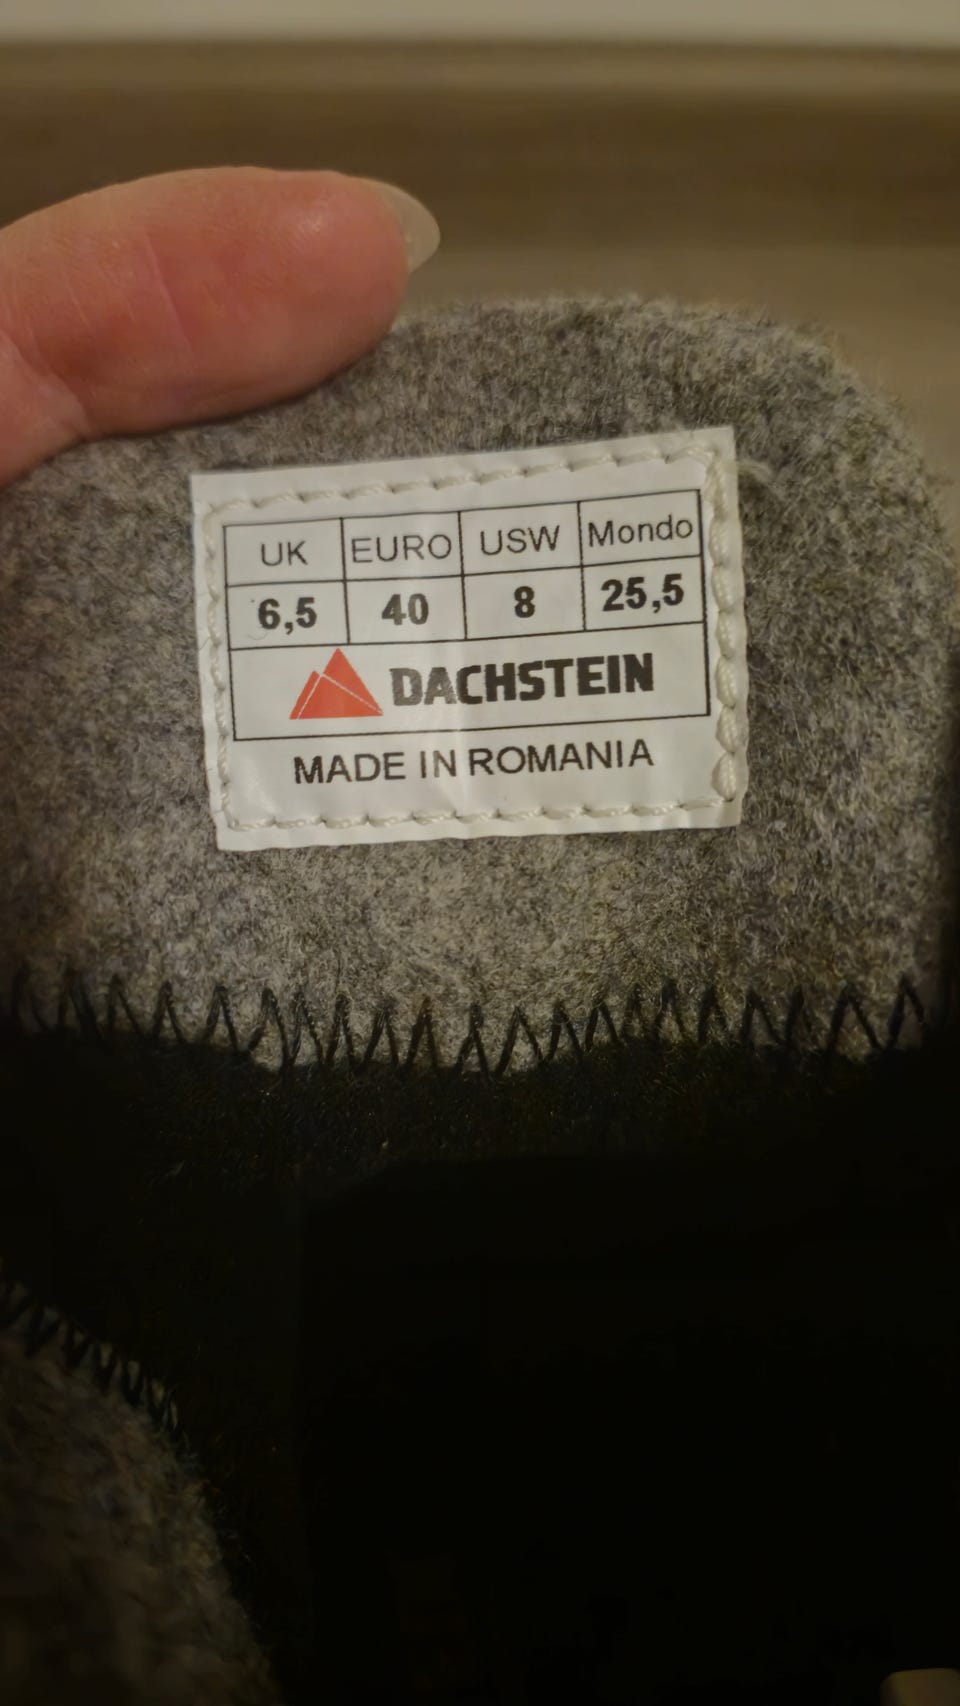 UK EURO USW Mondo
6,5 40 8 25,5
DACHSTEIN
MADE IN ROMANIA